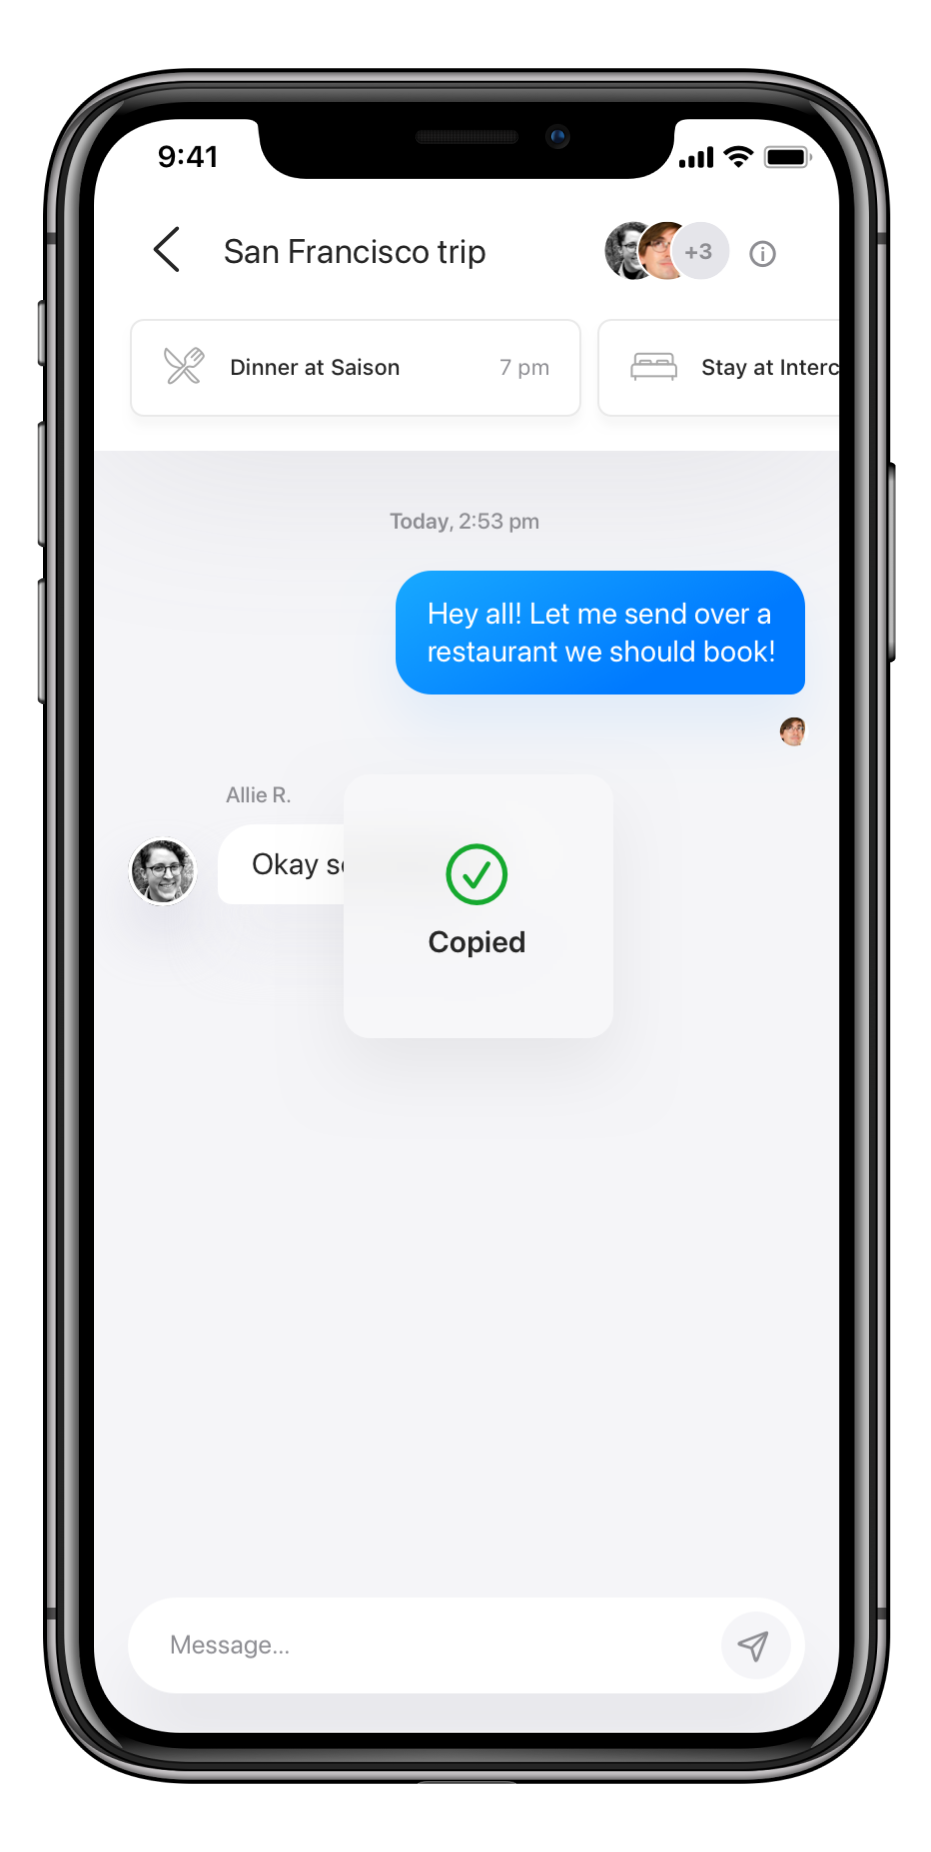 9:41
San Francisco trip
+3
Dinner at Saison 7 pm
Stay at
Today, 2:53 pm
Hey all! Let me send over a
restaurant we should book!
Allie R.
Okay
Copied
Message...